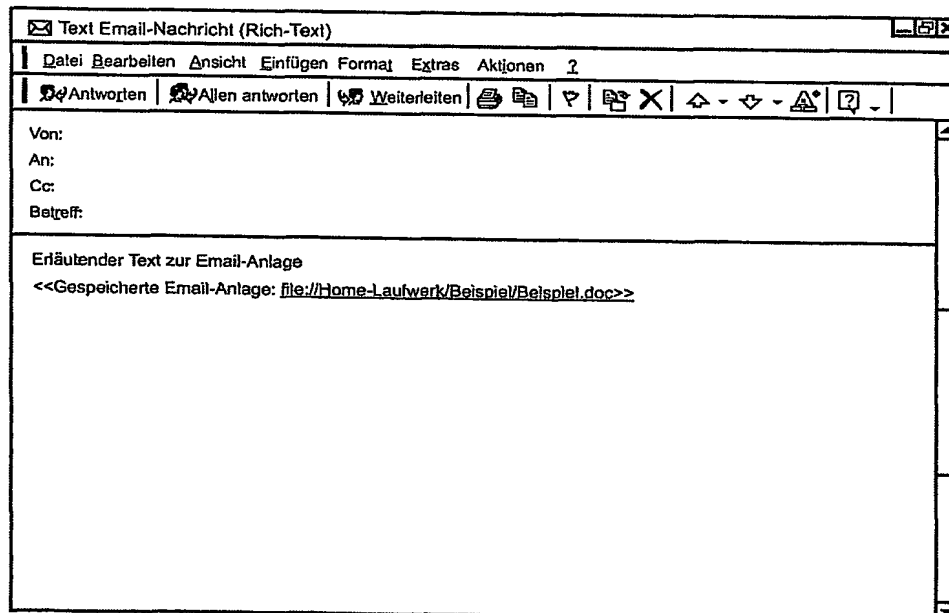 Text Email-Nachricht (Rich-Text)
Datei Bearbeiten Ansicht Einfügen Format Extras Aktionen ?
Antworten Allen antworten Weiterleiten
Von:
An:
Cc:
Betreff:
Erläutender Text zur Email-Anlage
<<Gespeicherte Email-Anlage: file://Home-Laufwerk/Beispiel/Beispiel.doc>>